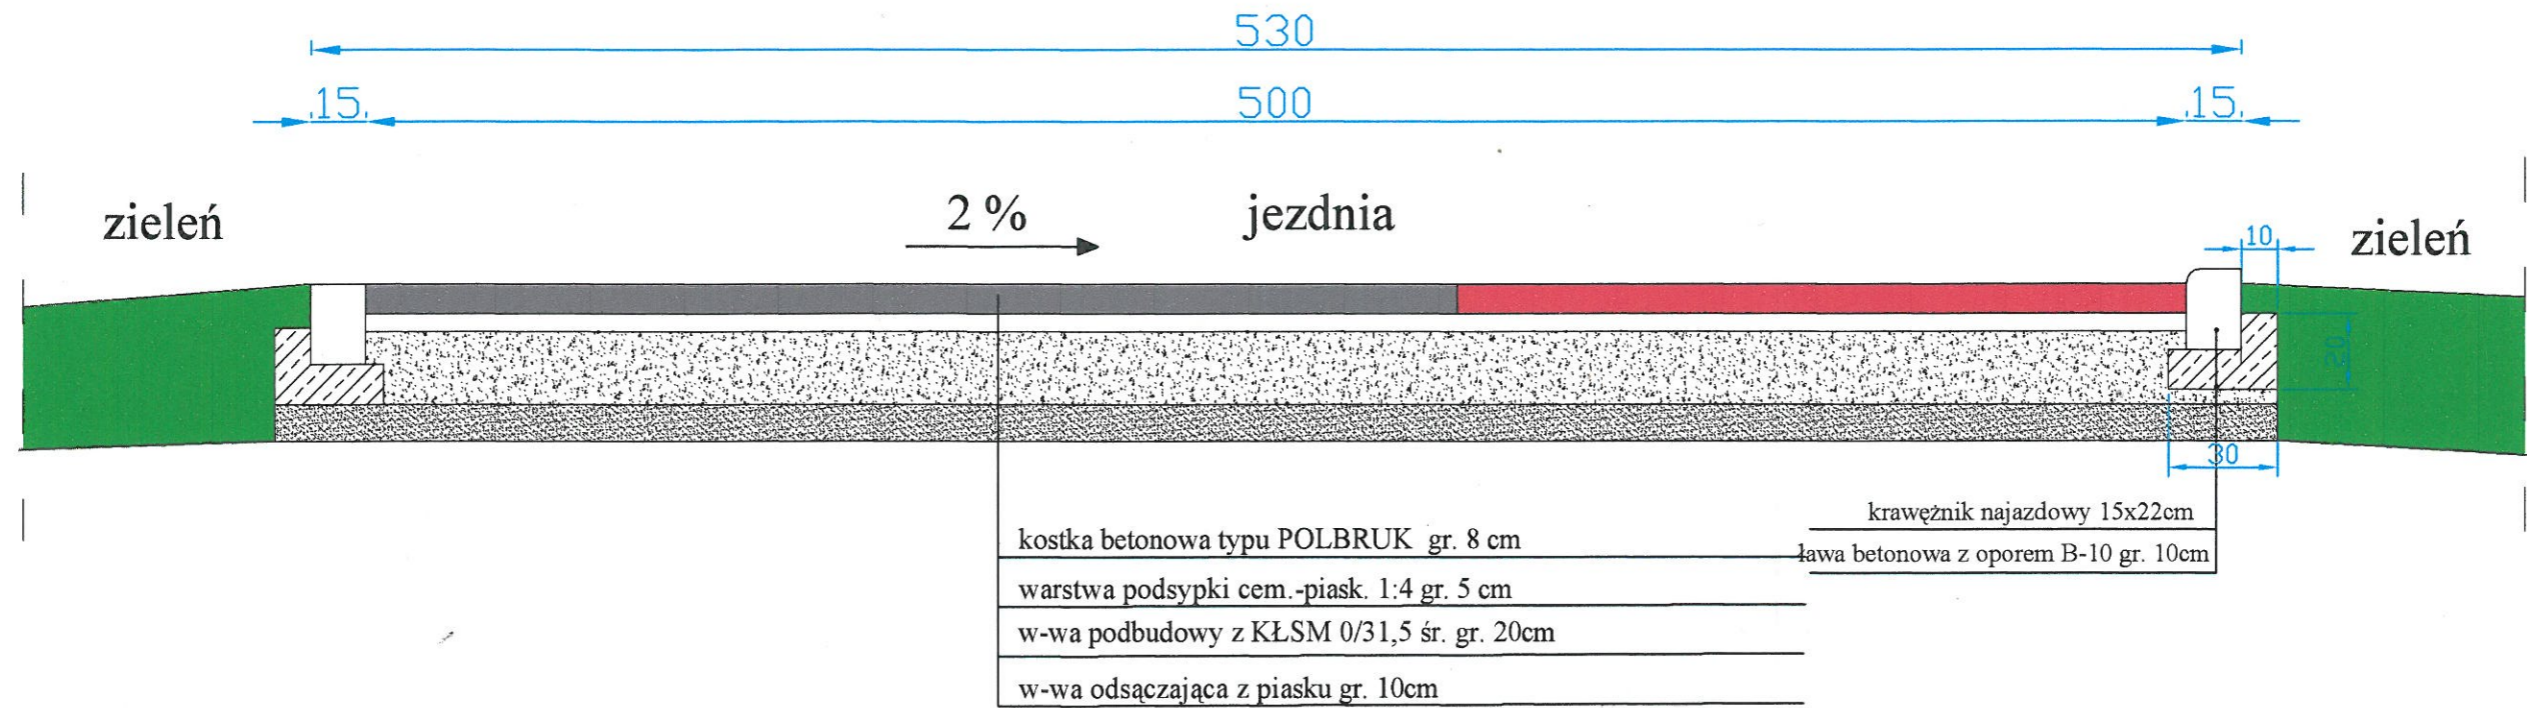 530
15 500 15
zieleń 2 % jezdnia 10 zieleń
20
30
krawężnik najazdowy 15x22cm
kostka betonowa typu POLBRUK gr. 8 cm
ława betonowa z oporem B-10 gr. 10cm
warstwa podsypki cem.-piask. 1:4 gr. 5 cm
w-wa podbudowy z KŁSM 0/31,5 śr. gr. 20cm
w-wa odsączająca z piasku gr. 10cm